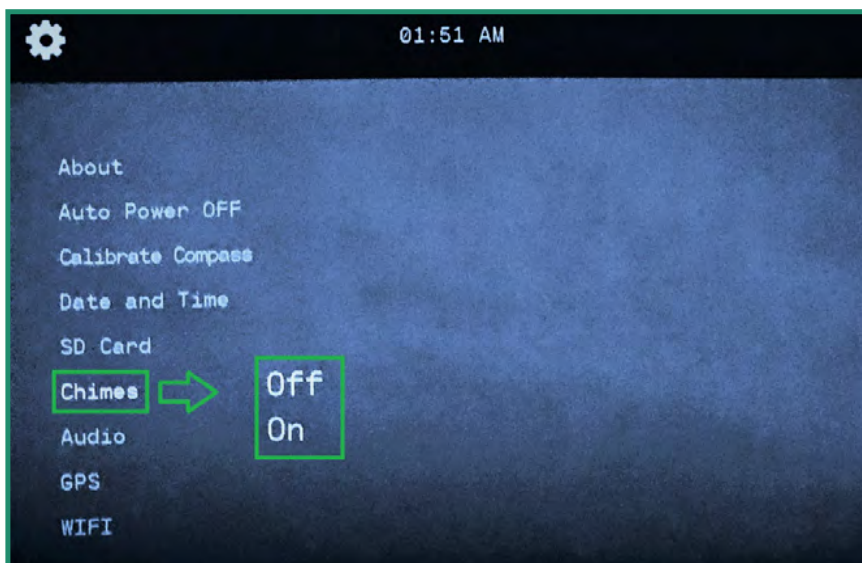 01:51 AM
About
Auto Power OFF
Calibrate Compass
Date and Time
SD Card
Chimes
Off
On
Audio
GPS
WIFI